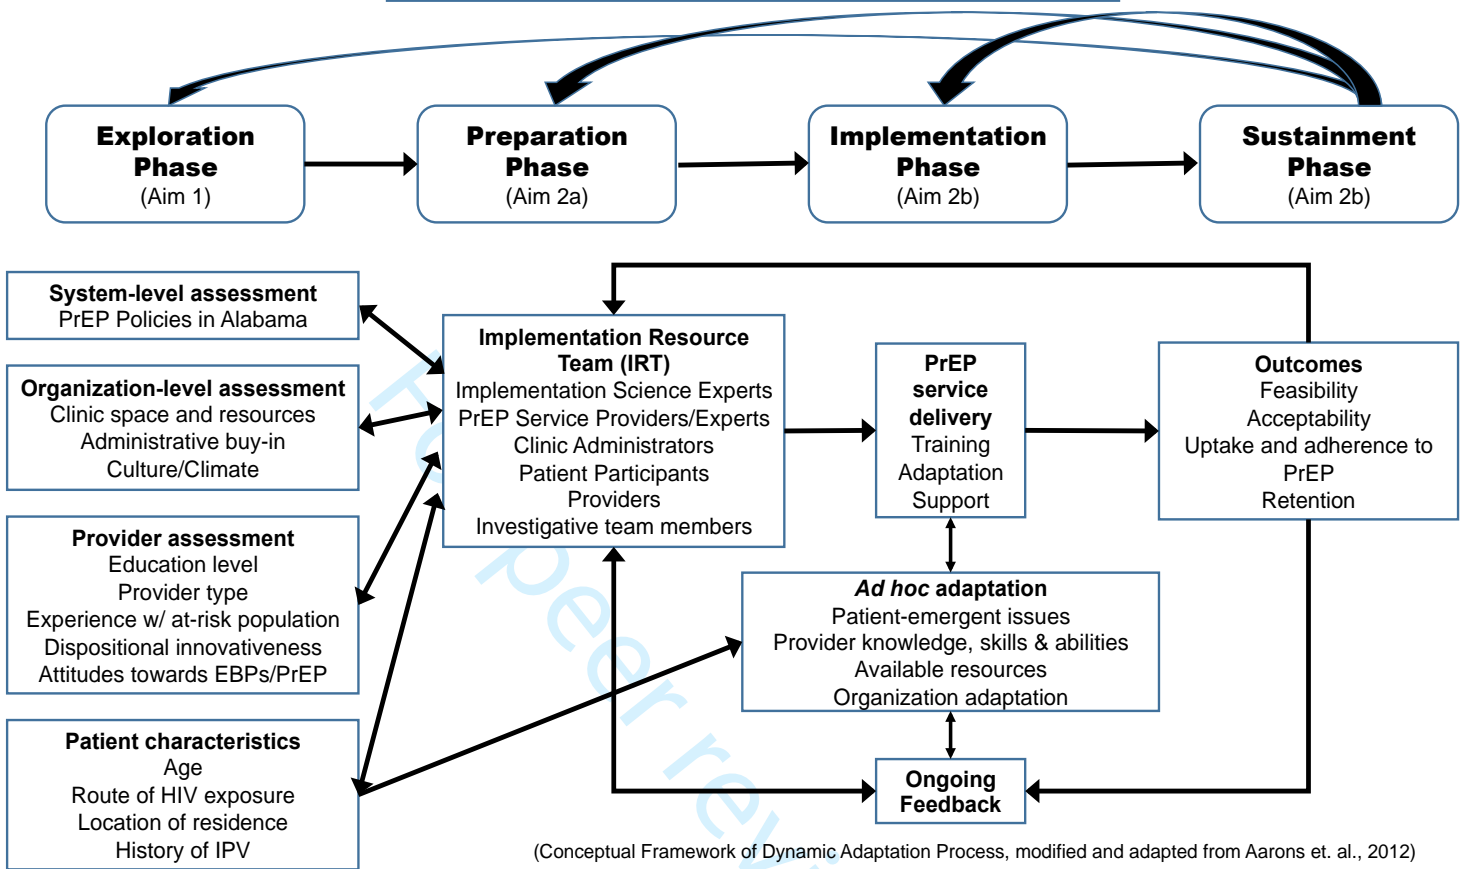 Exploration
Phase
(Aim 1)
Preparation
Phase
(Aim 2a)
Implementation
Phase
(Aim 2b)
Sustainment
Phase
(Aim 2b)
System-level assessment
PrEP Policies in Alabama
Organization-level assessment
Clinic space and resources
Administrative buy-in
Culture/Climate
Provider assessment
Education level
Provider type
Experience w/ at-risk population
Dispositional innovativeness
Attitudes towards EBPs/PrEP
Patient characteristics
Age
Route of HIV exposure
Location of residence
History of IPV
Implementation Resource
Team (IRT)
Implementation Science Experts
PrEP Service Providers/Experts
Clinic Administrators
Patient Participants
Providers
Investigative team members
PrEP
service
delivery
Training
Adaptation
Support
Outcomes
Feasibility
Acceptability
Uptake and adherence to
PrEP
Retention
Ad hoc adaptation
Patient-emergent issues
Provider knowledge, skills & abilities
Available resources
Organization adaptation
Ongoing
Feedback
(Conceptual Framework of Dynamic Adaptation Process, modified and adapted from Aarons et. al., 2012)